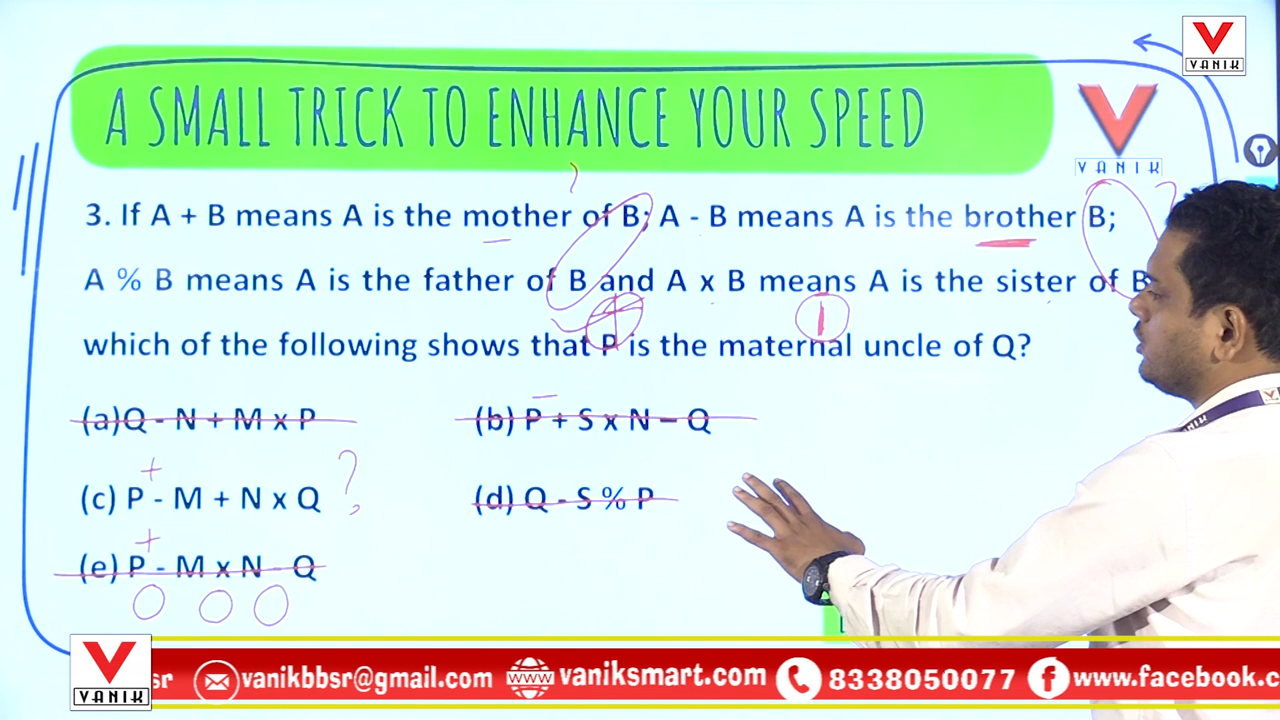 VANIK
A SMALL TRICK TO ENHANCE YOUR SPEED
VANIK
3. If A + B means A is the mother of B; A - B means A is the brother B;
A % B means A is the father of B and A x B means A is the sister of B
which of the following shows that P is the maternal uncle of Q?
(a)Q - N + M x P (b) P + S x N – Q
(c) P - M + N x Q ? (d) Q - S % P
(e) P - M x N - Q
VANIK
sr vanikbbsr@gmail.com www vaniksmart.com 8338050077 f www.facebook.c